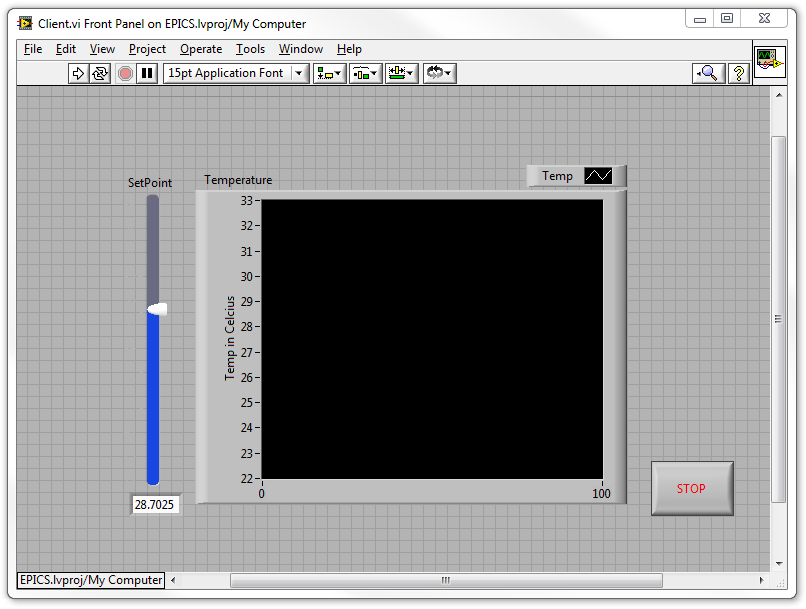 Client.vi Front Panel on EPICS.lvproj/My Computer
File Edit View Project Operate Tools Window Help
15pt Application Font
?
Temp
SetPoint
Temperature
33
32
31
30
29
28
27
26
25
24
23
22
Temp in Celcius
0
100
28.7025
STOP
EPICS.lvproj/My Computer